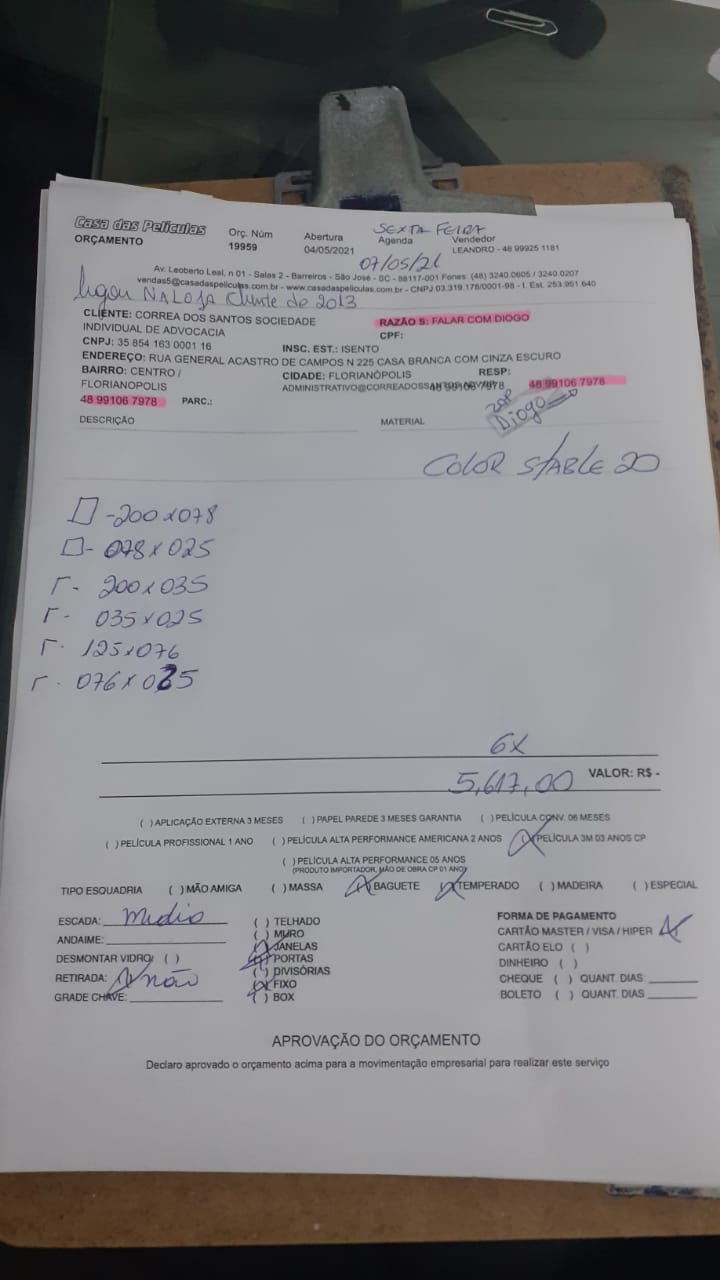 Casa das Películas
ORÇAMENTO
Orç. Núm
19959
Abertura
04/05/2021
SEXTA FEIRA
Agenda
07/05/21
Vendedor
LEANDRO - 48 99925 1181
Av. Leoberto Leal, n 01 - Salas 2 - Barreiros - São José - SC - 88117-001 Fones: (48) 3240.0605 / 3240.0207
vendas5@casadaspeliculas.com.br - www.casadaspeliculas.com.br - CNPJ 03.319.178/0001-98 - I. Est. 253.951.640
ligou NA LOJA cliente de 2013
CLIENTE: CORREA DOS SANTOS SOCIEDADE
INDIVIDUAL DE ADVOCACIA
RAZÃO S: FALAR COM DIOGO
CPF:
CNPJ: 35 854 163 0001 16
INSC. EST.: ISENTO
ENDEREÇO: RUA GENERAL ACASTRO DE CAMPOS N 225 CASA BRANCA COM CINZA ESCURO
BAIRRO: CENTRO /
FLORIANOPOLIS
CIDADE: FLORIANÓPOLIS
RESP:
48 99106 7978
48 99106 7978
48 99106 7978 PARC.:
ZAP
Diogo
DESCRIÇÃO
MATERIAL
COLOR STABLE 20
-200x078
- 078x025
- 200x035
- 035x025
- 125x076
- 076x025
6x
5,617,00 VALOR: R$ -
( ) APLICAÇÃO EXTERNA 3 MESES ( ) PAPEL PAREDE 3 MESES GARANTIA ( ) PELÍCULA CONV. 06 MESES
( ) PELÍCULA PROFISSIONAL 1 ANO ( ) PELÍCULA ALTA PERFORMANCE AMERICANA 2 ANOS (X) PELÍCULA 3M 03 ANOS CP
( ) PELÍCULA ALTA PERFORMANCE 05 ANOS
(PRODUTO IMPORTADOR, MÃO DE OBRA CP 01 ANO)
TIPO ESQUADRIA ( ) MÃO AMIGA ( ) MASSA (X) BAGUETE (X) TEMPERADO ( ) MADEIRA ( ) ESPECIAL
ESCADA: Medio
ANDAIME:
DESMONTAR VIDRO: ( )
RETIRADA: não
GRADE CHAVE:
( ) TELHADO
( ) MURO
(X) JANELAS
(X) PORTAS
( ) DIVISÓRIAS
(X) FIXO
( ) BOX
FORMA DE PAGAMENTO
CARTÃO MASTER / VISA / HIPER (X)
CARTÃO ELO ( )
DINHEIRO ( )
CHEQUE ( ) QUANT. DIAS:
BOLETO ( ) QUANT. DIAS
APROVAÇÃO DO ORÇAMENTO
Declaro aprovado o orçamento acima para a movimentação empresarial para realizar este serviço